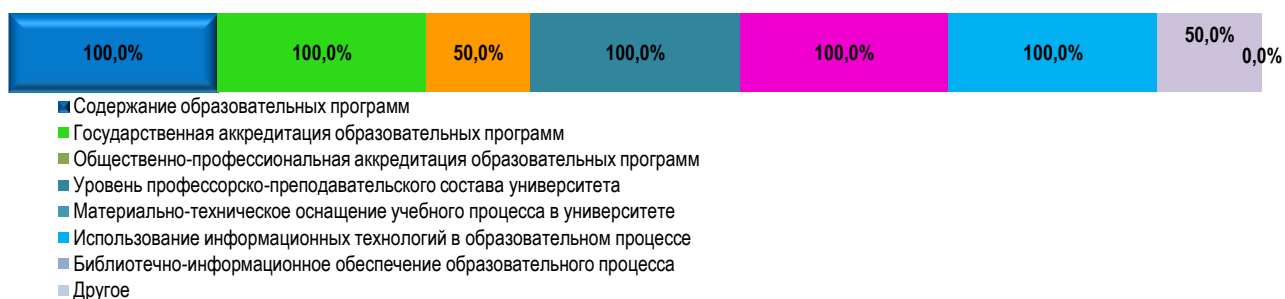 100,0% 100,0% 50,0% 100,0% 100,0% 100,0% 50,0% 0,0%
Содержание образовательных программ
Государственная аккредитация образовательных программ
Общественно-профессиональная аккредитация образовательных программ
Уровень профессорско-преподавательского состава университета
Материально-техническое оснащение учебного процесса в университете
Использование информационных технологий в образовательном процессе
Библиотечно-информационное обеспечение образовательного процесса
Другое